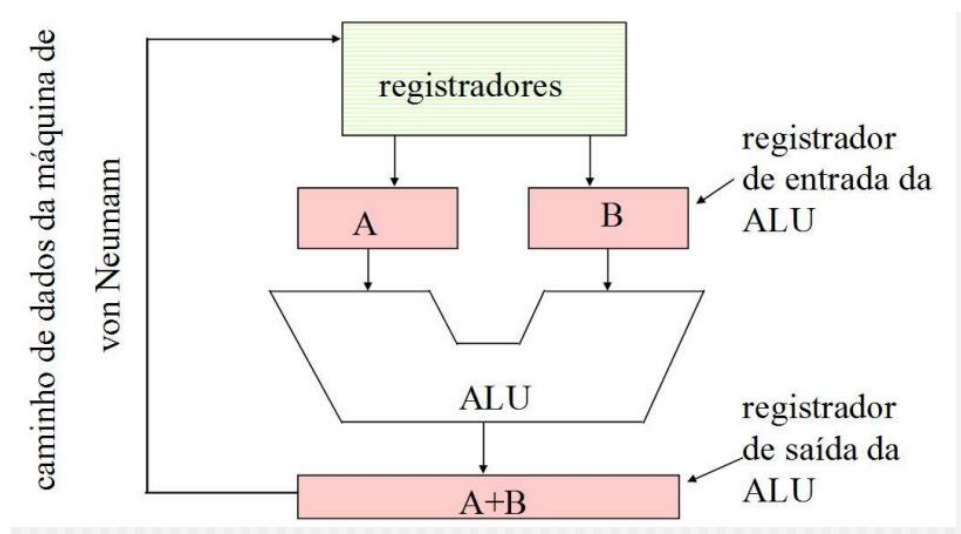 caminho de dados da máquina de
von Neumann
registradores
A
B
registrador
de entrada da
ALU
ALU
registrador
de saída da
ALU
A+B